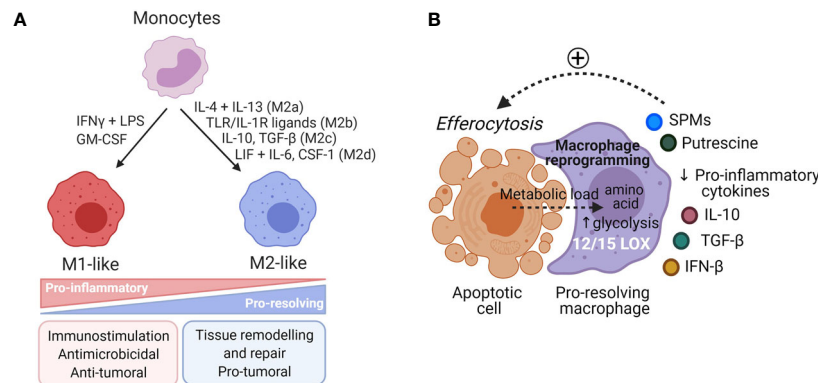 A
Monocytes
IFNγ + LPS
GM-CSF
IL-4 + IL-13 (M2a)
TLR/IL-1R ligands (M2b)
IL-10, TGF-β (M2c)
LIF + IL-6, CSF-1 (M2d)
M1-like
M2-like
Pro-inflammatory
Pro-resolving
Immunostimulation
Antimicrobicidal
Anti-tumoral
Tissue remodelling
and repair
Pro-tumoral
B
+
Efferocytosis
Macrophage
reprogramming
Metabolic load
amino
acid
↑ glycolysis
12/15 LOX
Apoptotic
cell
Pro-resolving
macrophage
SPMs
Putrescine
↓ Pro-inflammatory
cytokines
IL-10
TGF-β
IFN-β